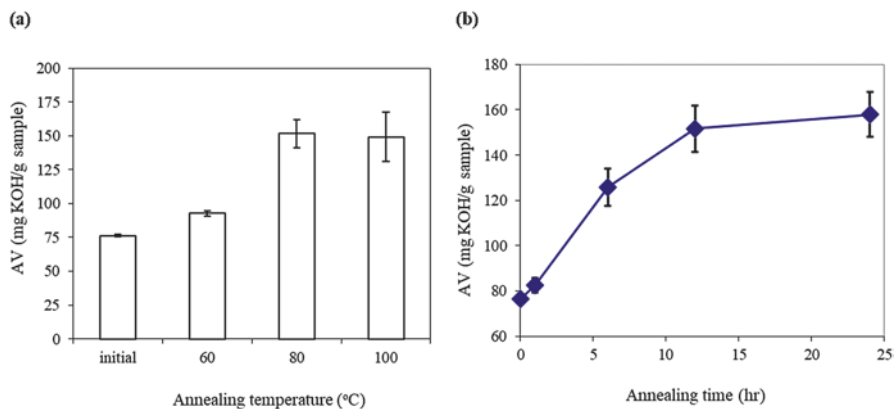 (a)
AV (mg KOH/g sample)
200
175
150
125
100
75
50
25
0
initial 60 80 100
Annealing temperature (°C)
(b)
AV (mg KOH/g sample)
180
160
140
120
100
80
60
0 5 10 15 20 25
Annealing time (hr)